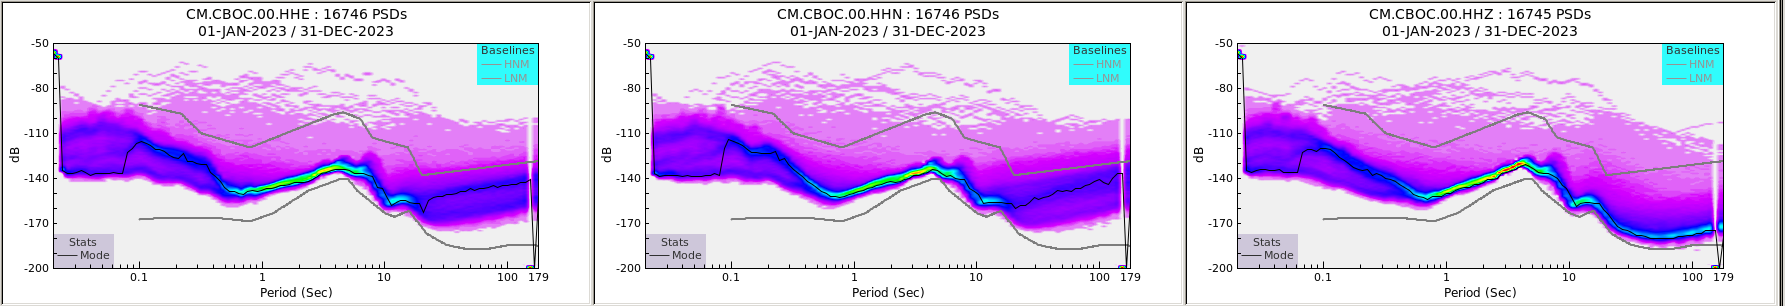 CM.CBOC.00.HHE : 16746 PSDs
01-JAN-2023 / 31-DEC-2023
-50
-80
-110
-140
-170
-200
dB
Baselines
HNM
LNM
Stats
Mode
0.1 1 10 100 179
Period (Sec)
CM.CBOC.00.HHN : 16746 PSDs
01-JAN-2023 / 31-DEC-2023
-50
-80
-110
-140
-170
-200
dB
Baselines
HNM
LNM
Stats
Mode
0.1 1 10 100 179
Period (Sec)
CM.CBOC.00.HHZ : 16745 PSDs
01-JAN-2023 / 31-DEC-2023
-50
-80
-110
-140
-170
-200
dB
Baselines
HNM
LNM
Stats
Mode
0.1 1 10 100 179
Period (Sec)